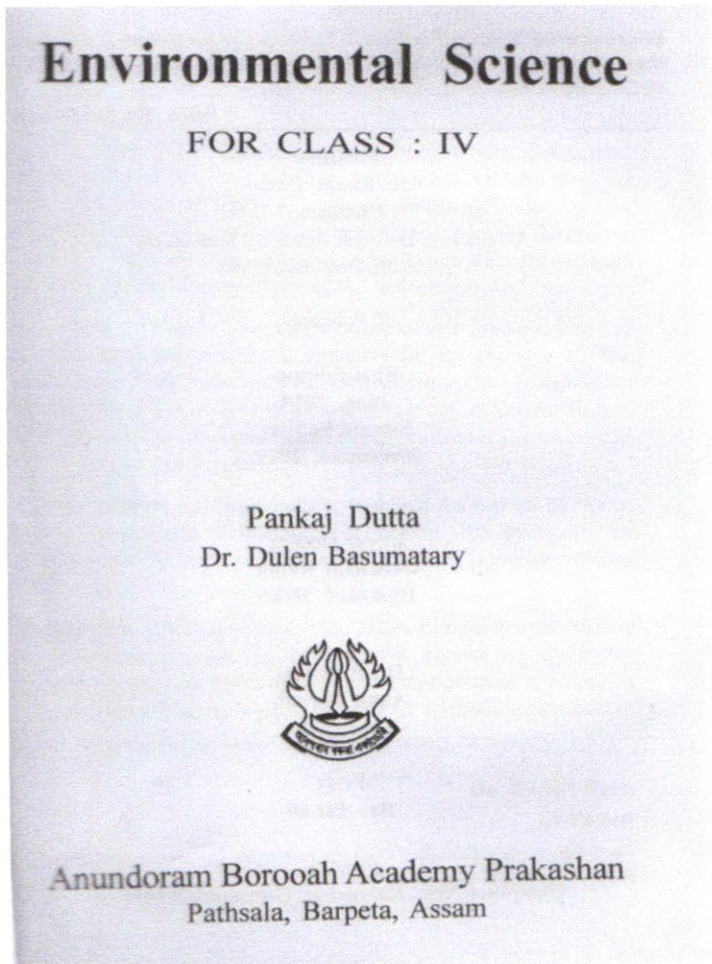 Environmental Science
FOR CLASS : IV
Pankaj Dutta
Dr. Dulen Basumatary
Anundoram Borooah Academy Prakashan
Pathsala, Barpeta, Assam